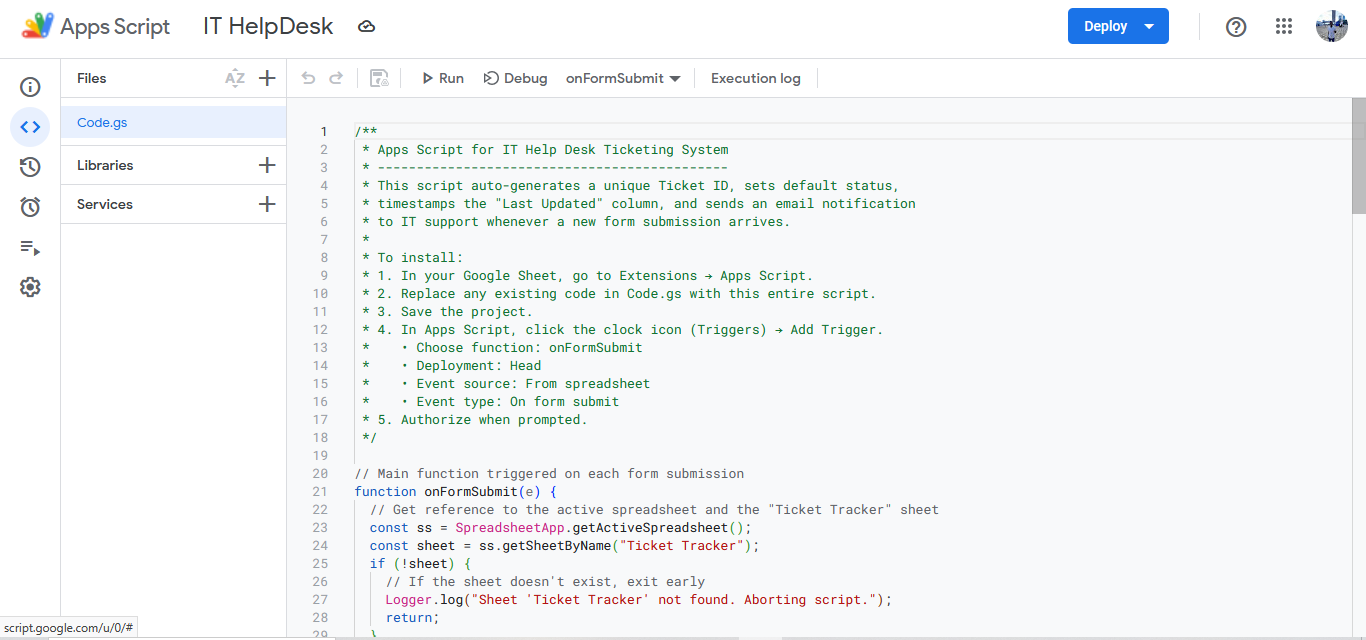 Apps Script IT HelpDesk Deploy
Files AZ
Run Debug onFormSubmit Execution log
Code.gs
Libraries
Services
1 /**
2 * Apps Script for IT Help Desk Ticketing System
3 * ---------------------------------------------
4 * This script auto-generates a unique Ticket ID, sets default status,
5 * timestamps the "Last Updated" column, and sends an email notification
6 * to IT support whenever a new form submission arrives.
7 *
8 * To install:
9 * 1. In your Google Sheet, go to Extensions → Apps Script.
10 * 2. Replace any existing code in Code.gs with this entire script.
11 * 3. Save the project.
12 * 4. In Apps Script, click the clock icon (Triggers) → Add Trigger.
13 *    • Choose function: onFormSubmit
14 *    • Deployment: Head
15 *    • Event source: From spreadsheet
16 *    • Event type: On form submit
17 * 5. Authorize when prompted.
18 */
19
20 // Main function triggered on each form submission
21 function onFormSubmit(e) {
22   // Get reference to the active spreadsheet and the "Ticket Tracker" sheet
23   const ss = SpreadsheetApp.getActiveSpreadsheet();
24   const sheet = ss.getSheetByName("Ticket Tracker");
25   if (!sheet) {
26     // If the sheet doesn't exist, exit early
27     Logger.log("Sheet 'Ticket Tracker' not found. Aborting script.");
28     return;
29   }
script.google.com/u/0/#